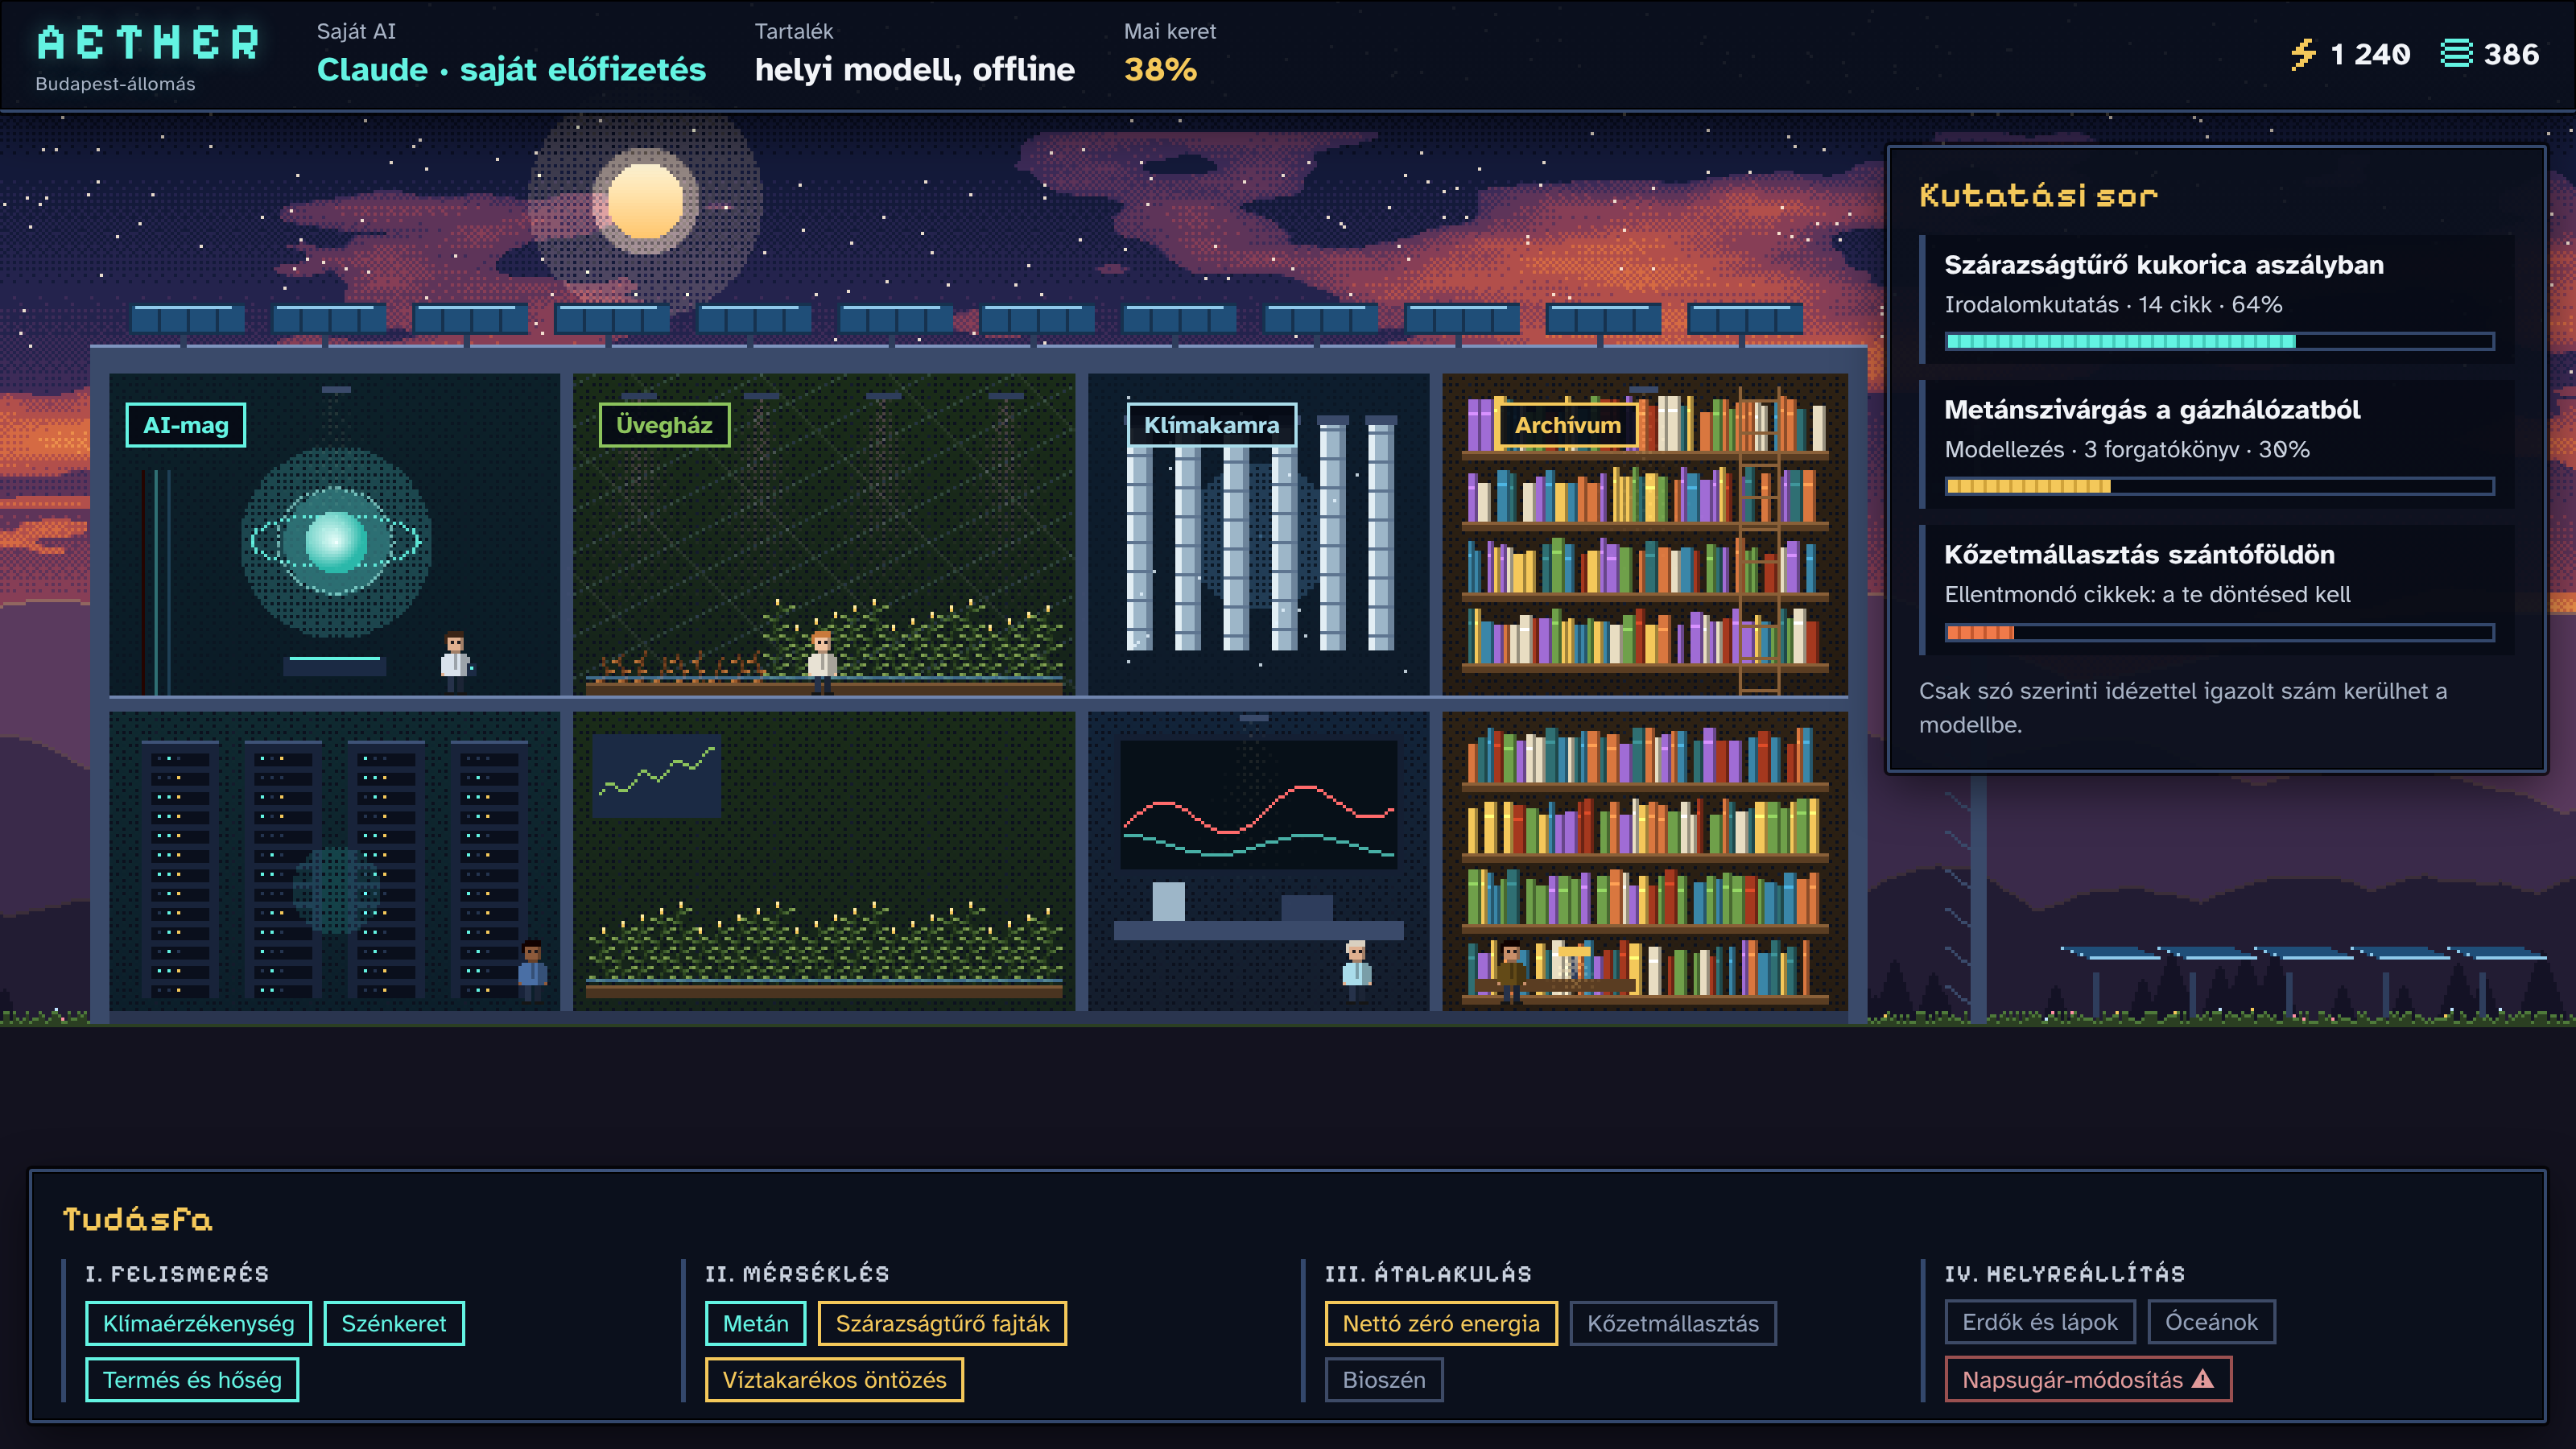 AETHER
Budapest-állomás
Saját AI
Claude · saját előfizetés
Tartalék
helyi modell, offline
Mai keret
38%
1 240
386
Kutatási sor
Szárazságtűrő kukorica aszályban
Irodalomkutatás · 14 cikk · 64%
Metánszivárgás a gázhálózatból
Modellezés · 3 forgatókönyv · 30%
Kőzetmállasztás szántóföldön
Ellentmondó cikkek: a te döntésed kell
Csak szó szerinti idézettel igazolt szám kerülhet a
modellbe.
AI-mag
Üvegház
Klímakamra
Archívum
Tudásfa
I. FELISMERÉS
Klímaérzékenység
Szénkeret
Termés és hőség
II. MÉRSÉKLÉS
Metán
Szárazságtűrő fajták
Víztakarékos öntözés
III. ÁTALAKULÁS
Nettó zéró energia
Kőzetmállasztás
Bioszén
IV. HELYREÁLLÍTÁS
Erdők és lápok
Óceánok
Napsugár-módosítás ⚠